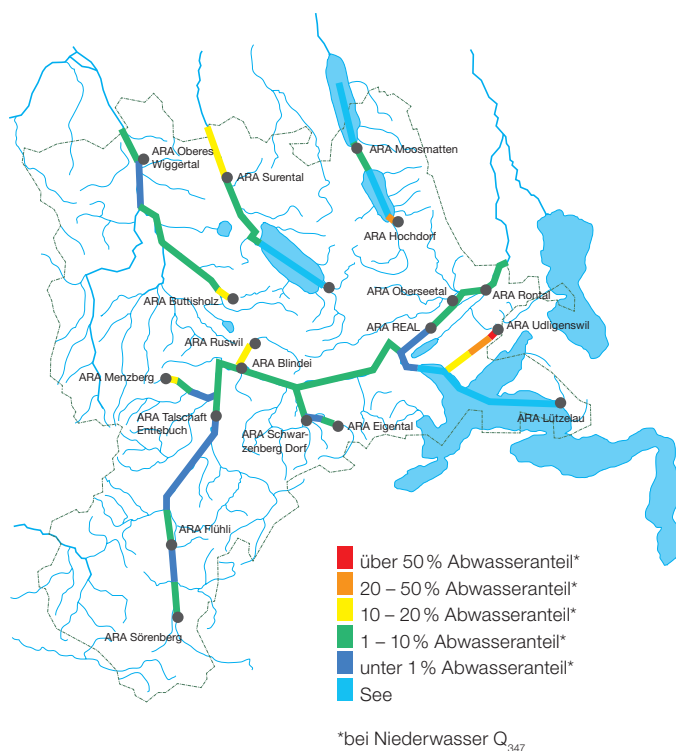 ARA Oberes
Wiggertal
ARA Moosmatten
ARA Surental
ARA Hochdorf
ARA Oberseetal
ARA Rontal
ARA Buttisholz
ARA REAL
ARA Udligenswil
ARA Ruswil
ARA Blindei
ARA Menzberg
ARA Talschaft
Entlebuch
ARA Schwar-
zenberg Dorf
ARA Eigental
ARA Lützelau
ARA Flühli
ARA Sörenberg
über 50 % Abwasseranteil*
20 – 50 % Abwasseranteil*
10 – 20 % Abwasseranteil*
1 – 10 % Abwasseranteil*
unter 1 % Abwasseranteil*
See
*bei Niederwasser Q347